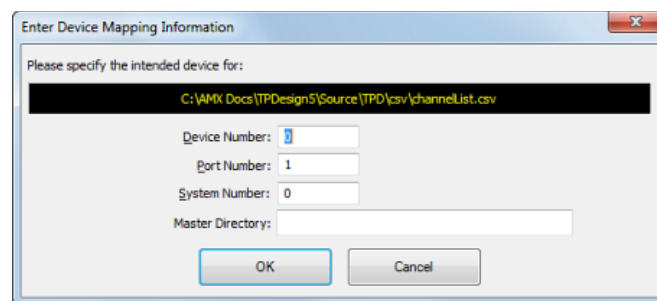 Enter Device Mapping Information
Please specify the intended device for:
C:\AMX Docs\TPDesign5\Source\TPD\csv\channelList.csv
Device Number: 0
Port Number: 1
System Number: 0
Master Directory:
OK Cancel